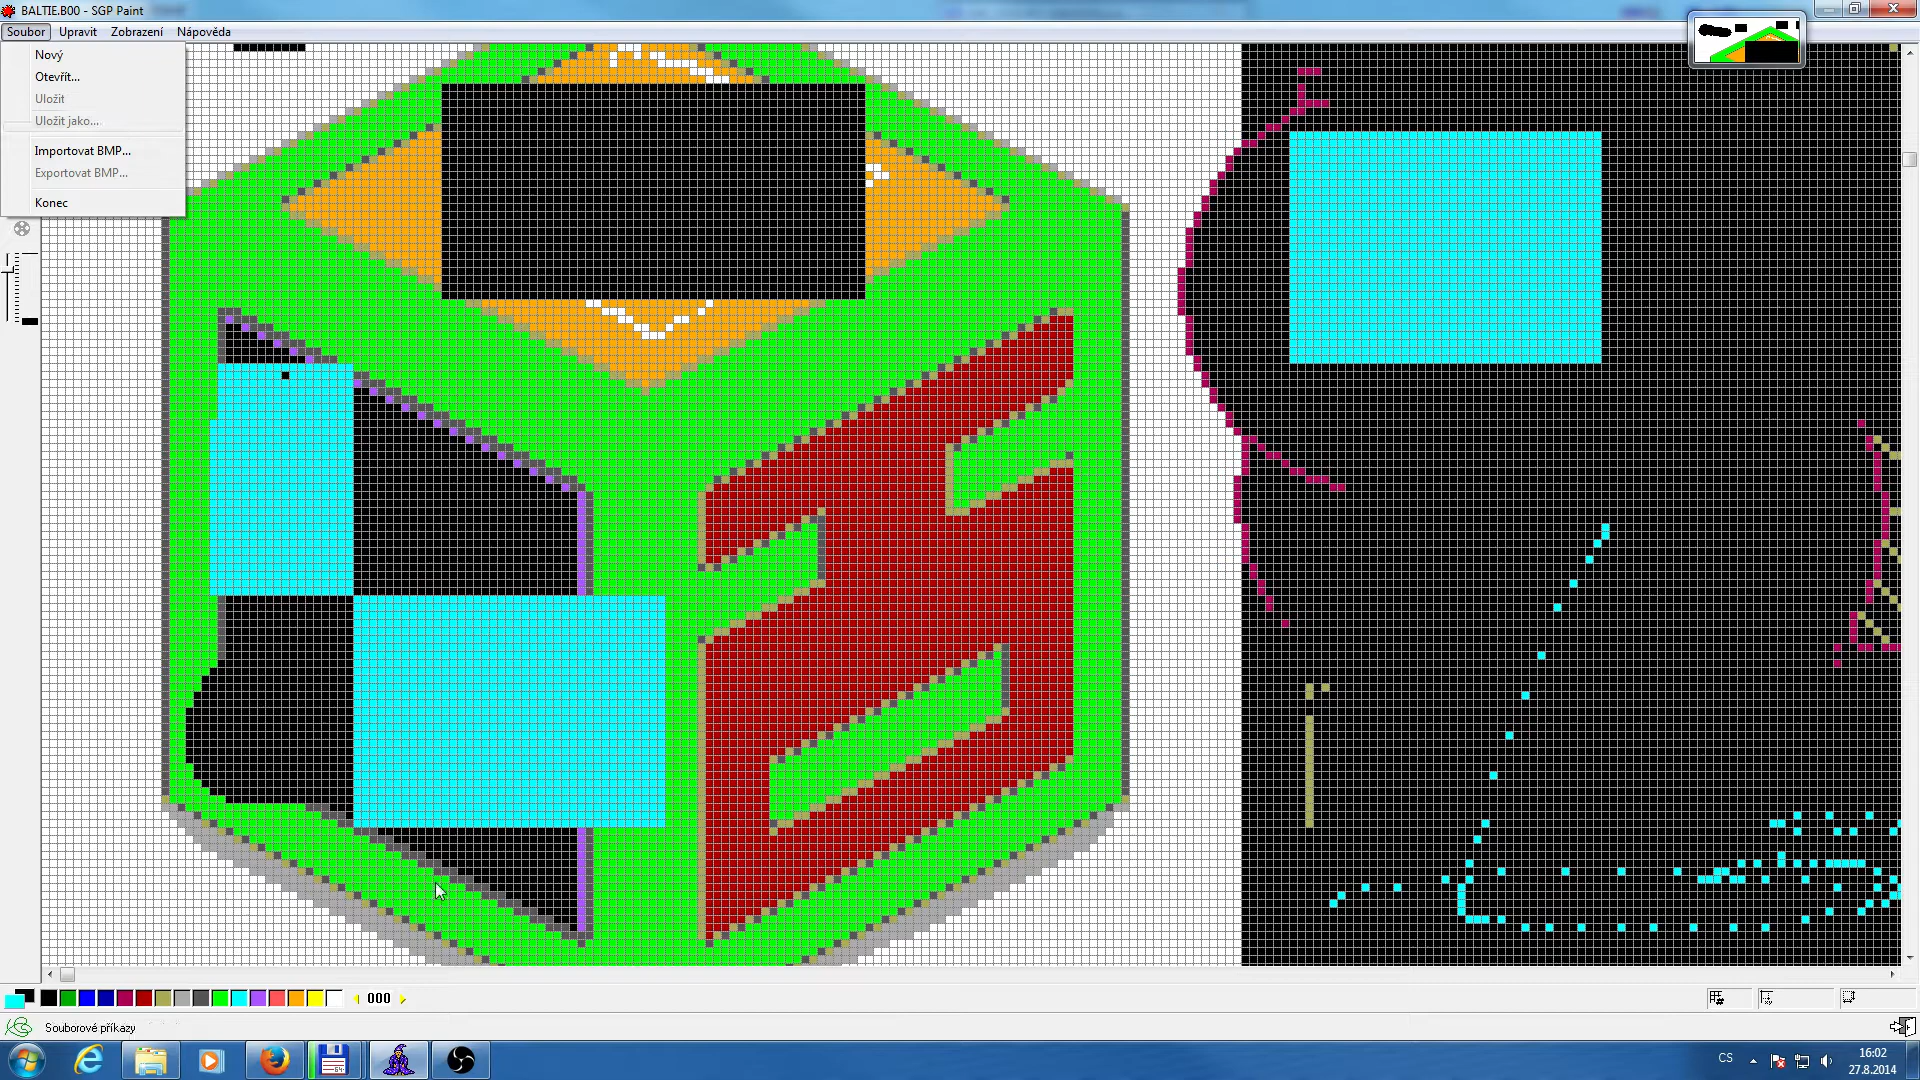 BALTIE.B00 - SGP Paint
Soubor Upravit Zobrazení Nápověda
Nový
Otevřít...
Uložit
Uložit jako...
Importovat BMP...
Exportovat BMP...
Konec
000
Souborové příkazy
CS
16:02
27.8.2014